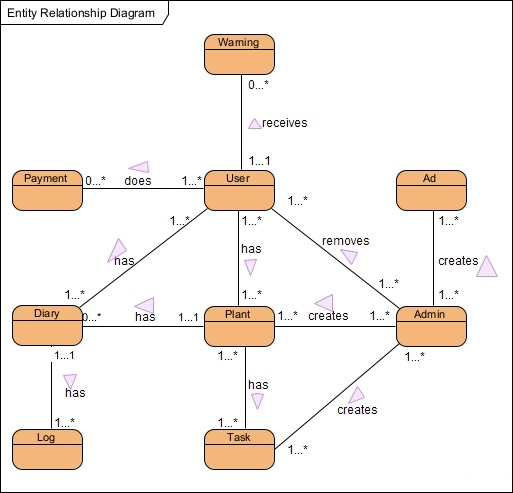 Entity Relationship Diagram
Warning
0...*
receives
1...1
Payment
0...*
does
1...*
User
1...*
Ad
1...*
1...*
1...*
has
has
removes
creates
1...*
1...*
1...*
1...*
Diary
0...*
has
1...1
Plant
1...*
creates
1...*
Admin
1...1
1...*
1...*
has
has
creates
1...*
1...*
1...*
Log
Task